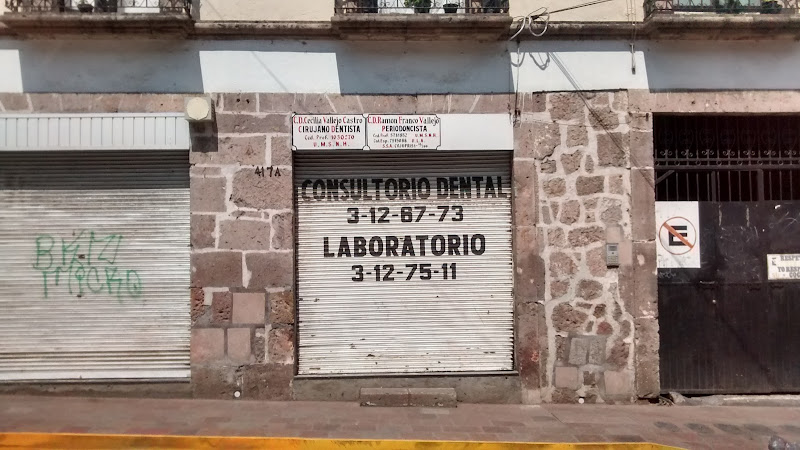 C.D.Cecilia Vallejo Castro
CIRUJANO DENTISTA
U.M.S.N.H.
C.D.Ramon Franco Vallejo
PERIODONCISTA
U.M.S.N.H.
417A
CONSULTORIO DENTAL
3-12-67-73
LABORATORIO
3-12-75-11
E